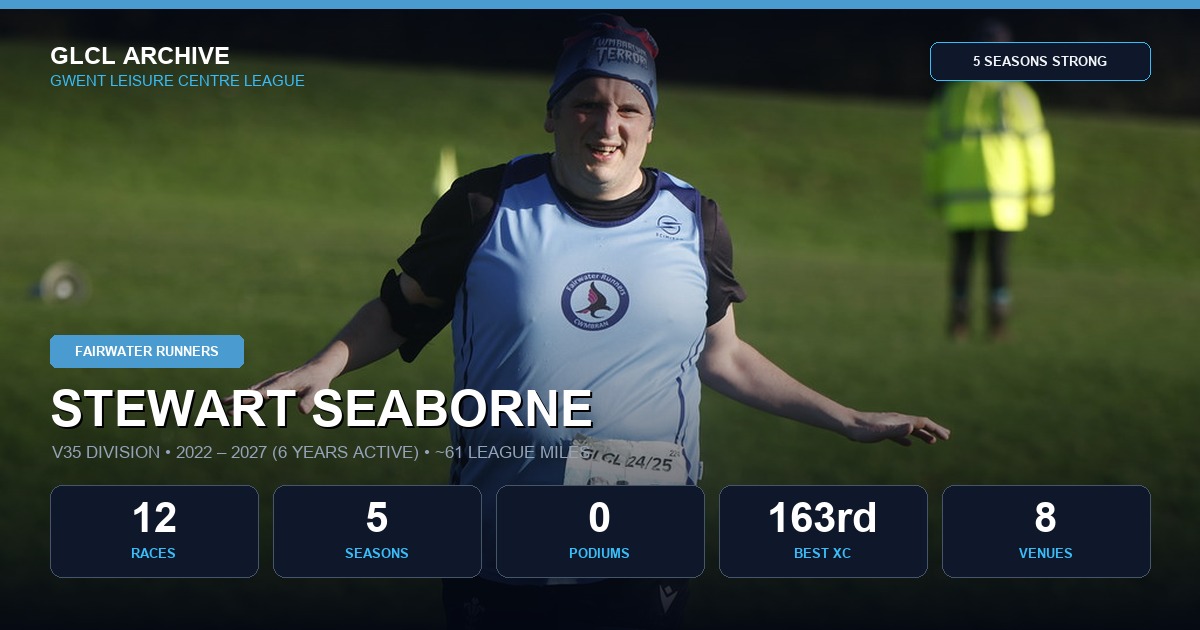 GLCL ARCHIVE
GWENT LEISURE CENTRE LEAGUE
5 SEASONS STRONG
TERROR
Fairwater Runners
CWMBRAN
FAIRWATER RUNNERS
STEWART SEABORNE
V35 DIVISION • 2022 – 2027 (6 YEARS ACTIVE) • ~61 LEAGUE MILES
GLCL 24/25
12
RACES
5
SEASONS
0
PODIUMS
163rd
BEST XC
8
VENUES